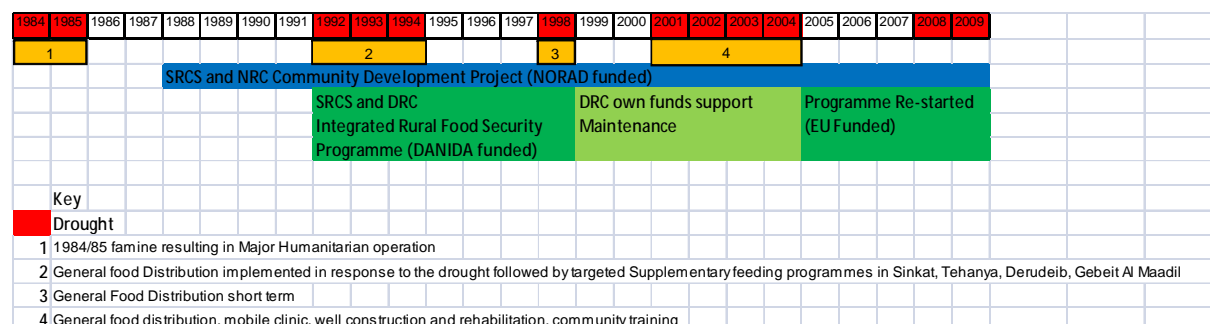 1984 1985 1986 1987 1988 1989 1990 1991 1992 1993 1994 1995 1996 1997 1998 1999 2000 2001 2002 2003 2004 2005 2006 2007 2008 2009
1 2 3 4
SRCS and NRC Community Development Project (NORAD funded)
SRCS and DRC
Integrated Rural Food Security
Programme (DANIDA funded)
DRC own funds support
Maintenance
Programme Re-started
(EU Funded)
Key
Drought
1 1984/85 famine resulting in Major Humanitarian operation
2 General food Distribution implemented in response to the drought followed by targeted Supplementary feeding programmes in Sinkat, Tehanya, Derudeib, Gebeit Al Maadil
3 General Food Distribution short term
4 General food distribution, mobile clinic, well construction and rehabilitation, community training